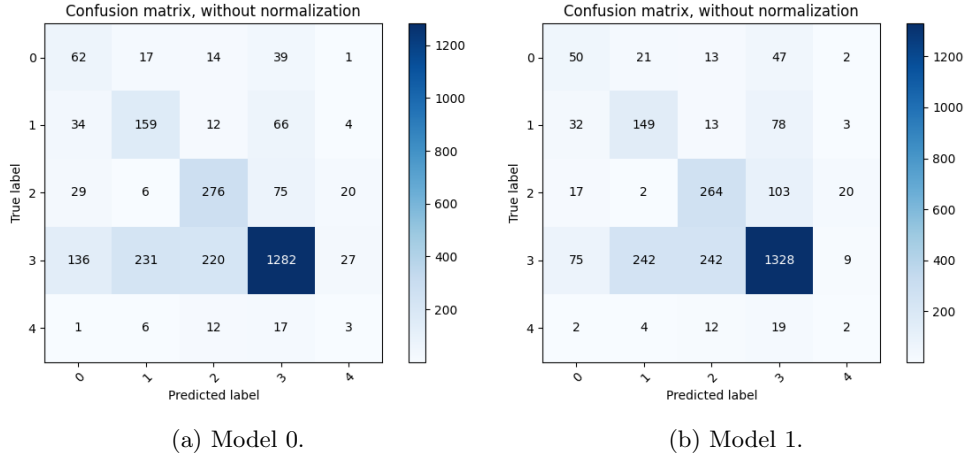 Confusion matrix, without normalization
0 62 17 14 39 1
1 34 159 12 66 4
2 29 6 276 75 20
3 136 231 220 1282 27
4 1 6 12 17 3
0 1 2 3 4
True label
Predicted label
1200
1000
800
600
400
200
(a) Model 0.
Confusion matrix, without normalization
0 50 21 13 47 2
1 32 149 13 78 3
2 17 2 264 103 20
3 75 242 242 1328 9
4 2 4 12 19 2
0 1 2 3 4
True label
Predicted label
1200
1000
800
600
400
200
(b) Model 1.